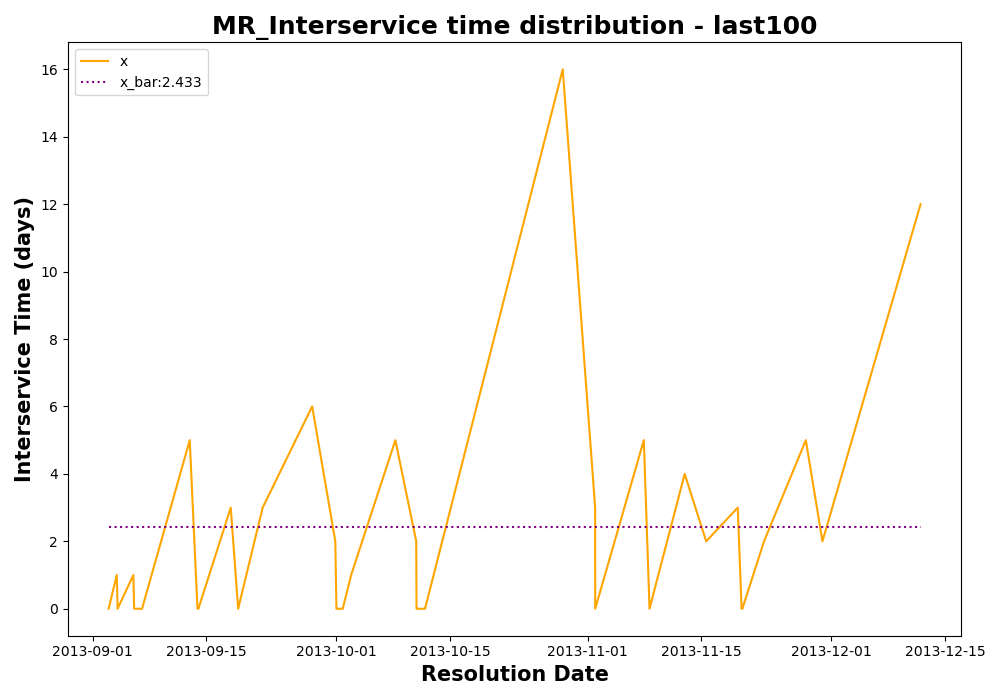 MR_Interservice time distribution - last100
x
x_bar:2.433
Interservice Time (days)
16
14
12
10
8
6
4
2
0
2013-09-01 2013-09-15 2013-10-01 2013-10-15 2013-11-01 2013-11-15 2013-12-01 2013-12-15
Resolution Date